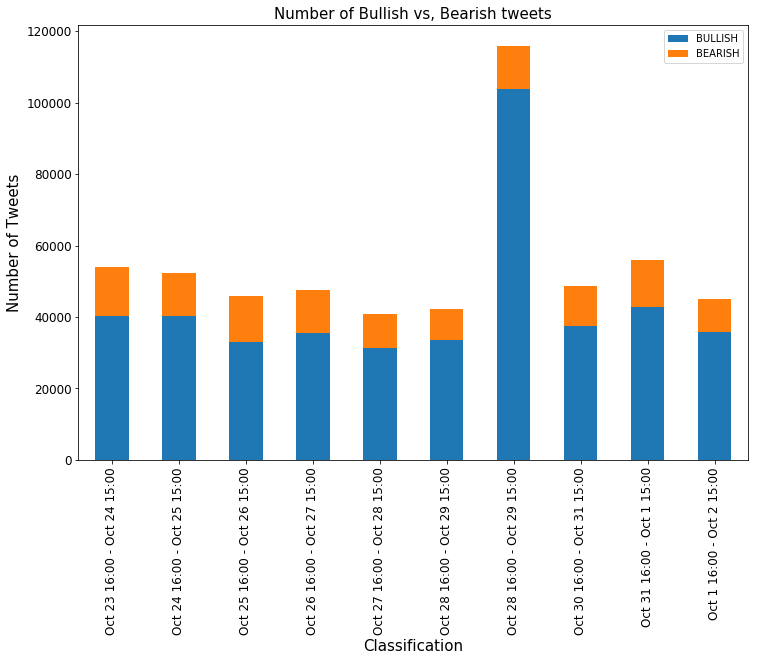 Number of Bullish vs, Bearish tweets
BULLISH
BEARISH
Number of Tweets
120000
100000
80000
60000
40000
20000
0
Oct 23 16:00 - Oct 24 15:00
Oct 24 16:00 - Oct 25 15:00
Oct 25 16:00 - Oct 26 15:00
Oct 26 16:00 - Oct 27 15:00
Oct 27 16:00 - Oct 28 15:00
Oct 28 16:00 - Oct 29 15:00
Oct 28 16:00 - Oct 29 15:00
Oct 30 16:00 - Oct 31 15:00
Oct 31 16:00 - Oct 1 15:00
Oct 1 16:00 - Oct 2 15:00
Classification